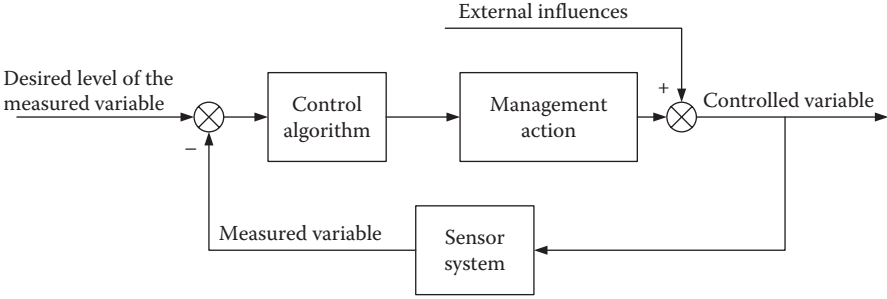 External influences
Desired level of the
measured variable
Control
algorithm
Management
action
+
Controlled variable
−
Measured variable
Sensor
system